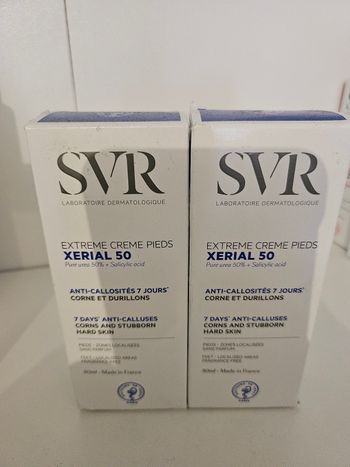 SVR
LABORATOIRE DERMATOLOGIQUE
EXTREME CREME PIEDS
XERIAL 50
Pure urea 50% + Salicylic acid
ANTI-CALLOSITÉS 7 JOURS*
CORNE ET DURILLONS
7 DAYS* ANTI-CALLUSES
CORNS AND STUBBORN
HARD SKIN
PIEDS - ZONES LOCALISÉES
SANS PARFUM
FEET - LOCALISED AREAS
FRAGRANCE FREE
50ml - Made in France
SVR
LABORATOIRE DERMATOLOGIQUE
EXTREME CREME PIEDS
XERIAL 50
Pure urea 50% + Salicylic acid
ANTI-CALLOSITÉS 7 JOURS*
CORNE ET DURILLONS
7 DAYS* ANTI-CALLUSES
CORNS AND STUBBORN
HARD SKIN
PIEDS - ZONES LOCALISÉES
SANS PARFUM
FEET - LOCALISED AREAS
FRAGRANCE FREE
50ml - Made in France